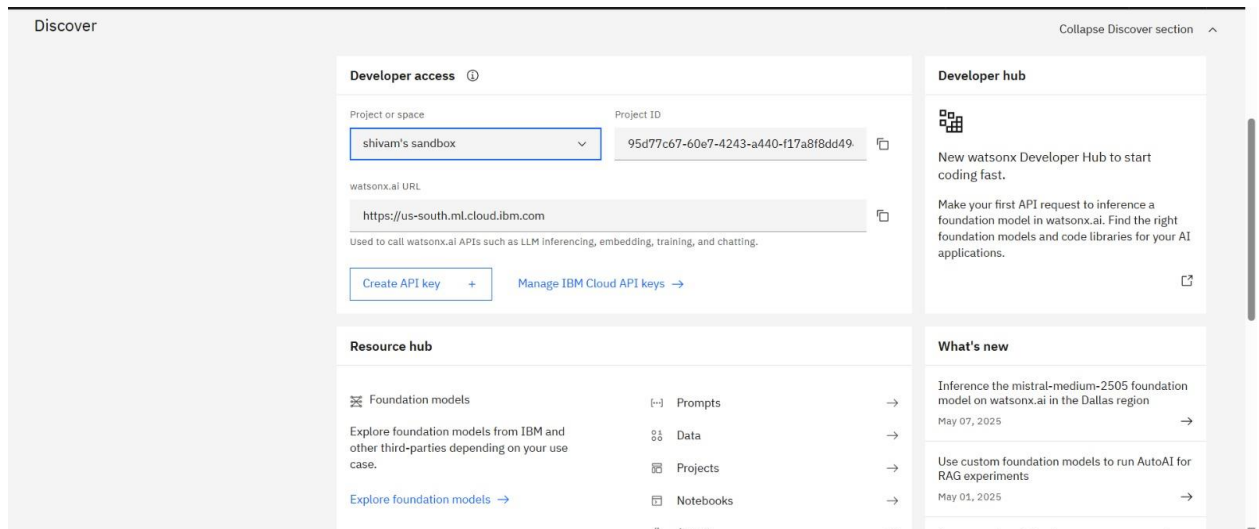 Discover
Collapse Discover section
Developer access
Project or space
Project ID
shivam's sandbox
95d77c67-60e7-4243-a440-f17a8f8dd49
watsonx.ai URL
https://us-south.ml.cloud.ibm.com
Used to call watsonx.ai APIs such as LLM inferencing, embedding, training, and chatting.
Create API key +
Manage IBM Cloud API keys →
Developer hub
New watsonx Developer Hub to start
coding fast.
Make your first API request to inference a
foundation model in watsonx.ai. Find the right
foundation models and code libraries for your AI
applications.
Resource hub
Foundation models
Explore foundation models from IBM and
other third-parties depending on your use
case.
Explore foundation models →
Prompts →
Data →
Projects →
Notebooks →
What's new
Inference the mistral-medium-2505 foundation
model on watsonx.ai in the Dallas region
May 07, 2025 →
Use custom foundation models to run AutoAI for
RAG experiments
May 01, 2025 →